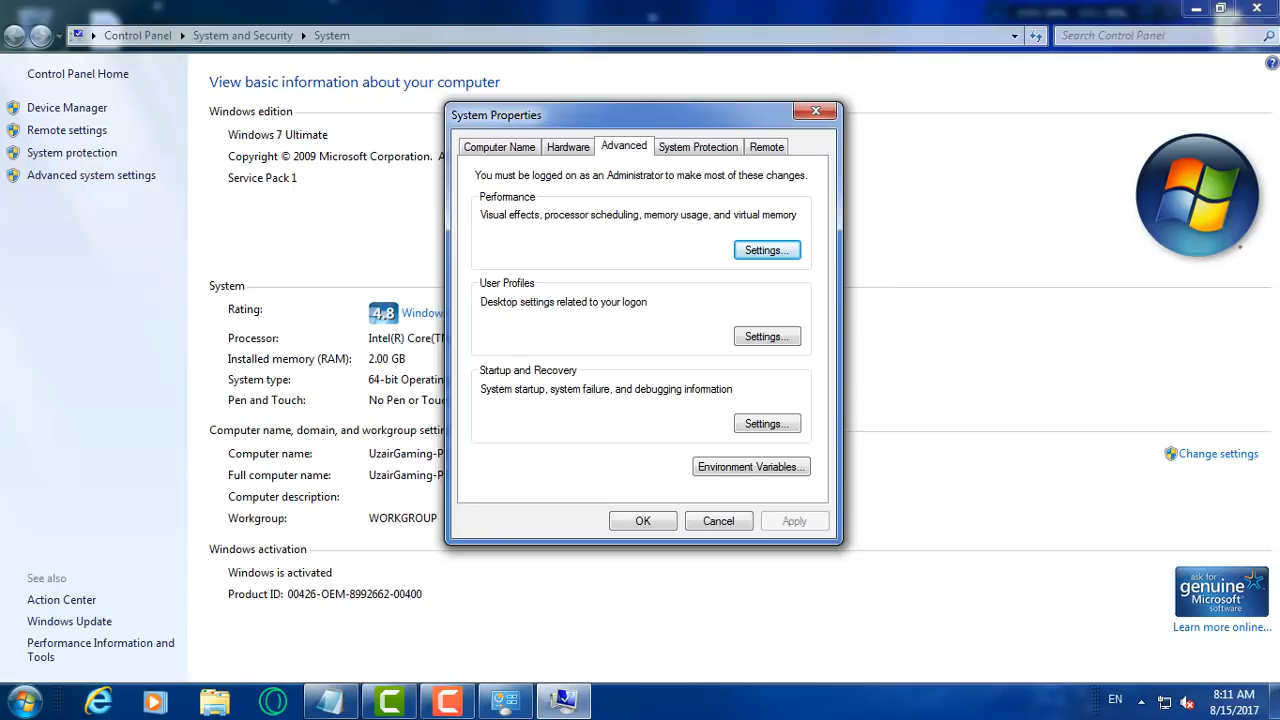 Control Panel
System and Security
System
Search Control Panel
Control Panel Home
Device Manager
Remote settings
System protection
Advanced system settings
See also
Action Center
Windows Update
Performance Information and
Tools
View basic information about your computer
Windows edition
Windows 7 Ultimate
Copyright © 2009 Microsoft Corporation. A
Service Pack 1
System
Rating:
4.8 Window
Processor: Intel(R) Core(T
Installed memory (RAM): 2.00 GB
System type: 64-bit Operatin
Pen and Touch: No Pen or Touc
Computer name, domain, and workgroup setti
Computer name: UzairGaming-P
Full computer name: UzairGaming-P
Computer description:
Workgroup: WORKGROUP
Change settings
Windows activation
Windows is activated
Product ID: 00426-OEM-8992662-00400
ask for
genuine
Microsoft
software
Learn more online...
System Properties
Computer Name Hardware Advanced System Protection Remote
You must be logged on as an Administrator to make most of these changes.
Performance
Visual effects, processor scheduling, memory usage, and virtual memory
Settings...
User Profiles
Desktop settings related to your logon
Settings...
Startup and Recovery
System startup, system failure, and debugging information
Settings...
Environment Variables...
OK Cancel Apply
EN
8:11 AM
8/15/2017